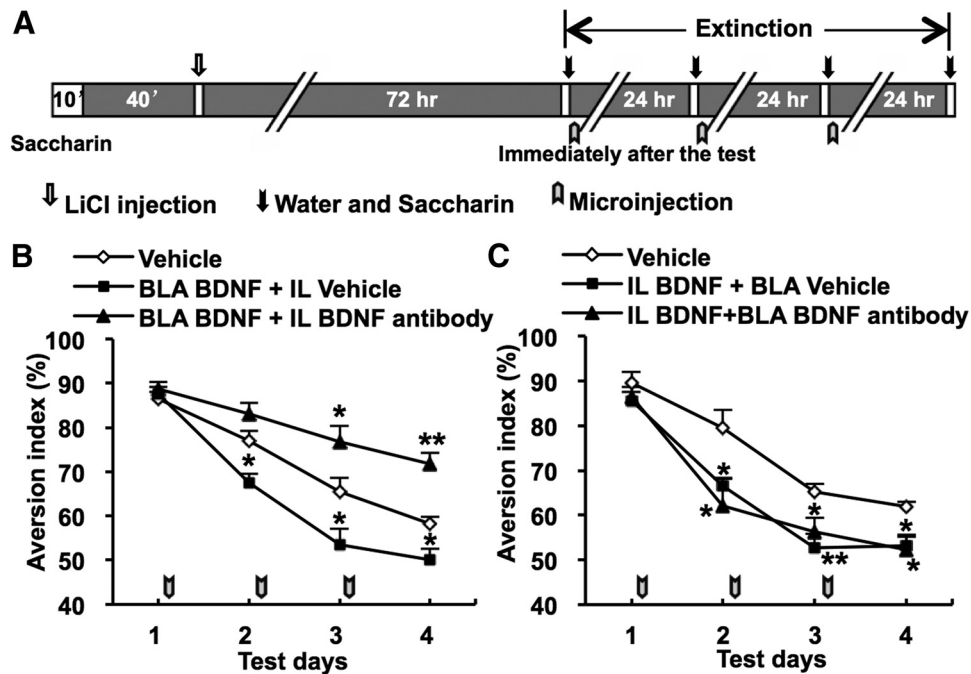 A
Extinction
10'
40'
72 hr
24 hr
24 hr
24 hr
Saccharin
Immediately after the test
LiCl injection
Water and Saccharin
Microinjection
B
Vehicle
BLA BDNF + IL Vehicle
BLA BDNF + IL BDNF antibody
Aversion index (%)
100
90
80
70
60
50
40
*
*
*
**
*
1
2
3
4
Test days
C
Vehicle
IL BDNF + BLA Vehicle
IL BDNF+BLA BDNF antibody
Aversion index (%)
100
90
80
70
60
50
40
*
*
*
**
*
*
1
2
3
4
Test days